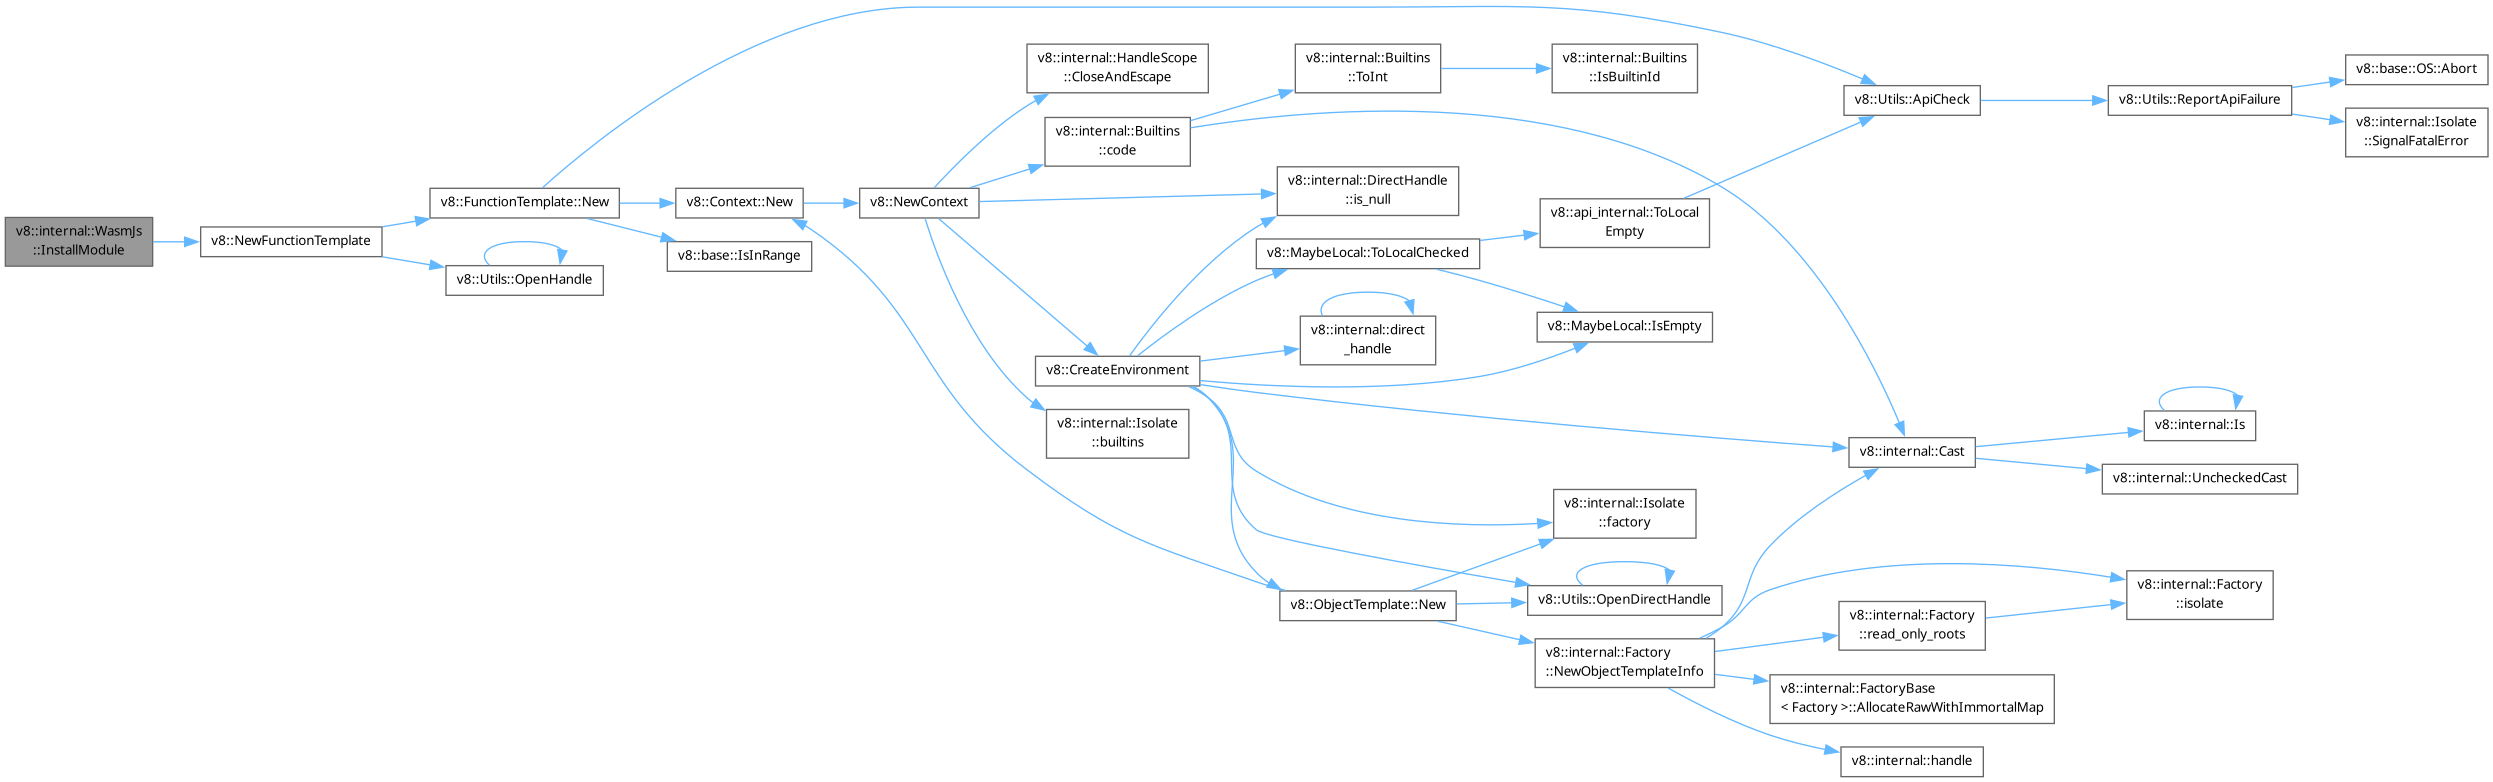 v8::internal::WasmJs
::InstallModule
v8::NewFunctionTemplate
v8::FunctionTemplate::New
v8::Utils::OpenHandle
v8::Context::New
v8::base::IsInRange
v8::NewContext
v8::internal::HandleScope
::CloseAndEscape
v8::internal::Builtins
::code
v8::CreateEnvironment
v8::internal::Isolate
::builtins
v8::internal::Builtins
::ToInt
v8::internal::DirectHandle
::is_null
v8::MaybeLocal::ToLocalChecked
v8::internal::direct
_handle
v8::ObjectTemplate::New
v8::internal::Builtins
::IsBuiltinId
v8::api_internal::ToLocal
Empty
v8::MaybeLocal::IsEmpty
v8::internal::Isolate
::factory
v8::Utils::OpenDirectHandle
v8::internal::Factory
::NewObjectTemplateInfo
v8::Utils::ApiCheck
v8::internal::Cast
v8::internal::Factory
::read_only_roots
v8::internal::FactoryBase
< Factory >::AllocateRawWithImmortalMap
v8::internal::handle
v8::Utils::ReportApiFailure
v8::internal::Is
v8::internal::UncheckedCast
v8::internal::Factory
::isolate
v8::base::OS::Abort
v8::internal::Isolate
::SignalFatalError